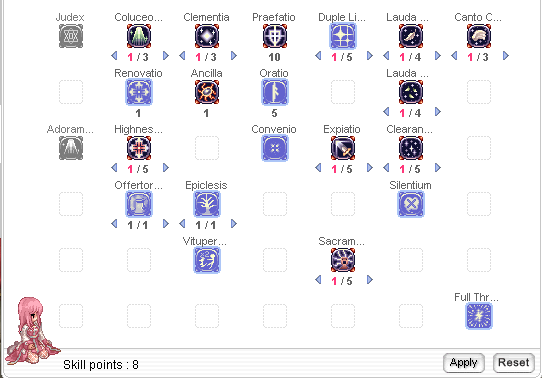 Judex Coluceo... Clementia Praefatio Duple Li... Lauda ... Canto C...
1 / 3 1 / 3 10 1 / 5 1 / 4 1 / 3
Renovatio Ancilla Oratio Lauda ...
1 1 5 1 / 4
Adoram... Highnes... Convenio Expiatio Clearan...
1 / 5 1 / 5 1 / 5
Offertor... Epiclesis Silentium
1 / 1 1 / 1
Vituper... Sacram...
1 / 5
Full Thr...
Skill points : 8 Apply Reset